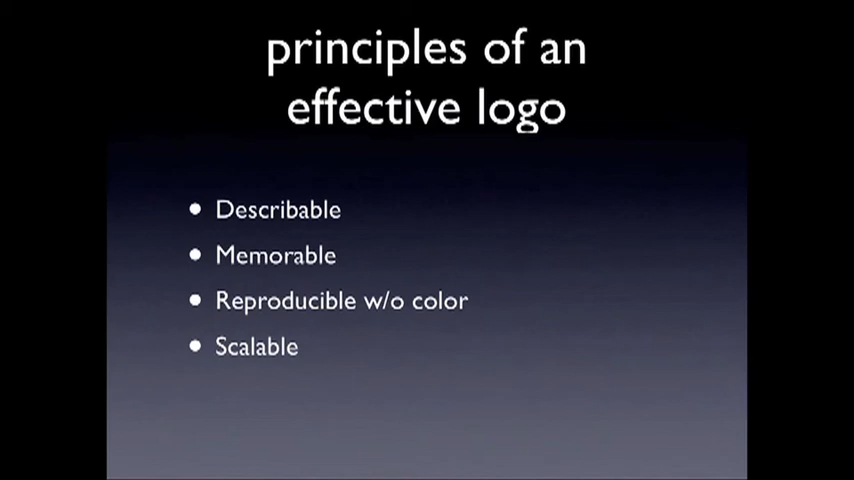 principles of an
effective logo
• Describable
• Memorable
• Reproducible w/o color
• Scalable